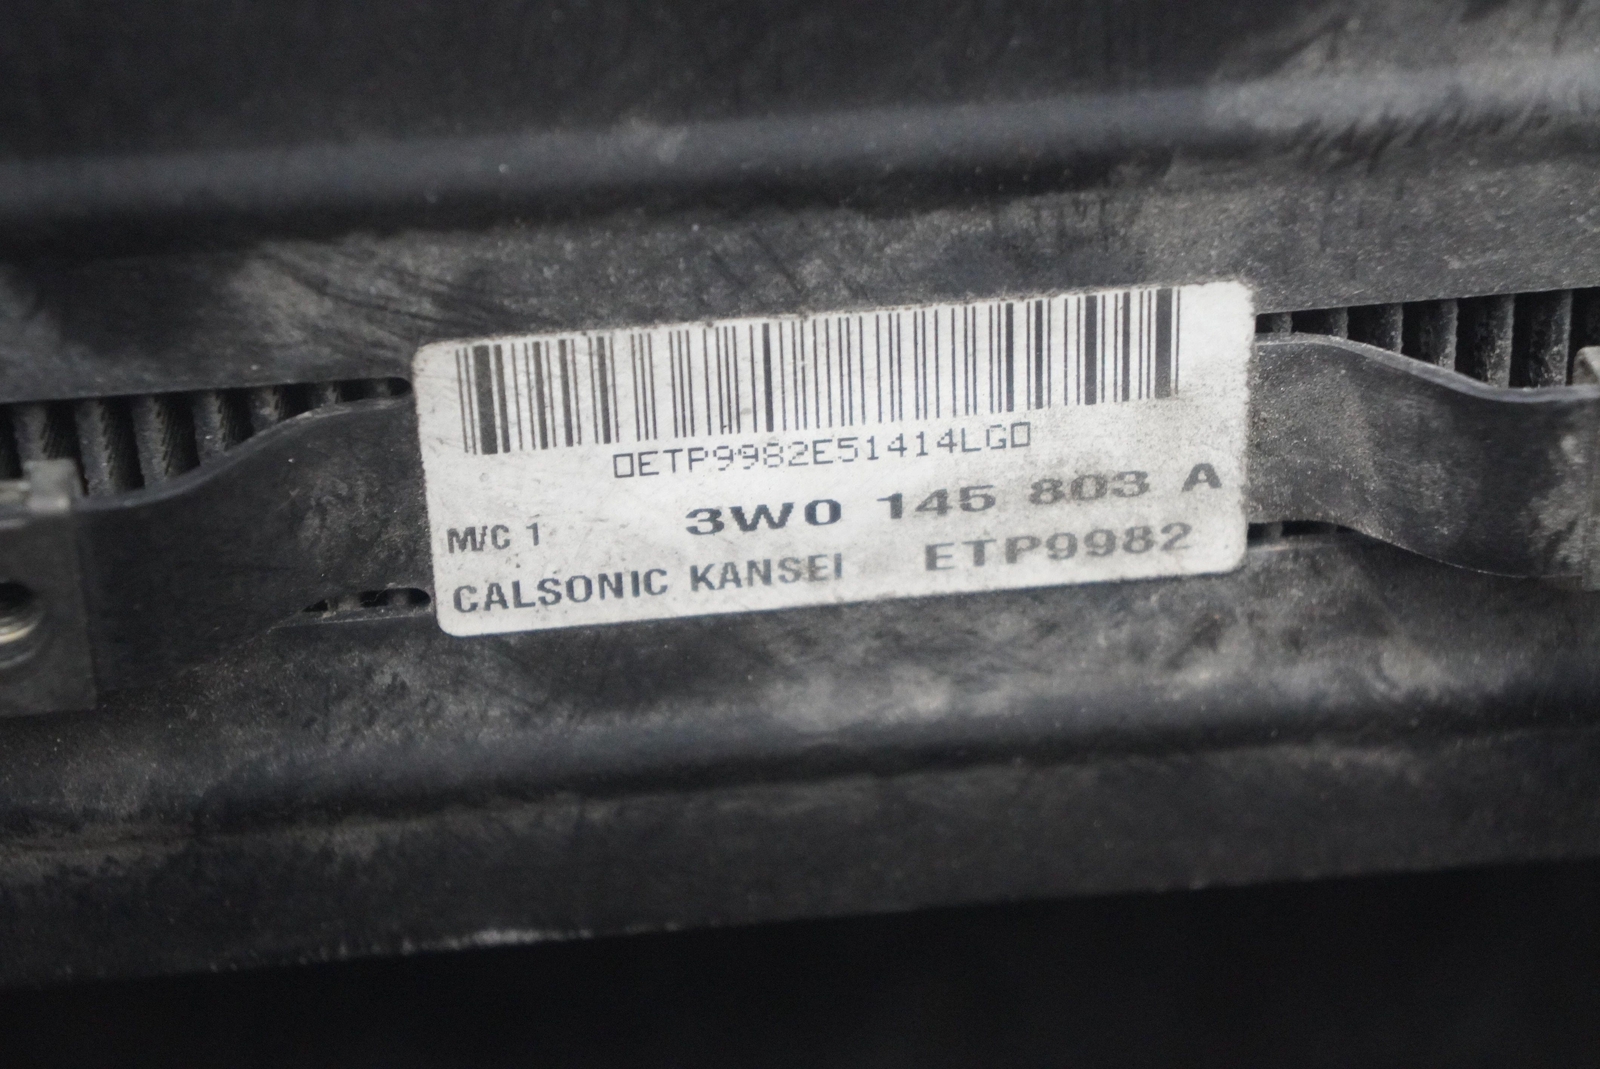 0ETP9982E51414LG0
3W0 145 803 A
M/C 1
CALSONIC KANSEI ETP9982